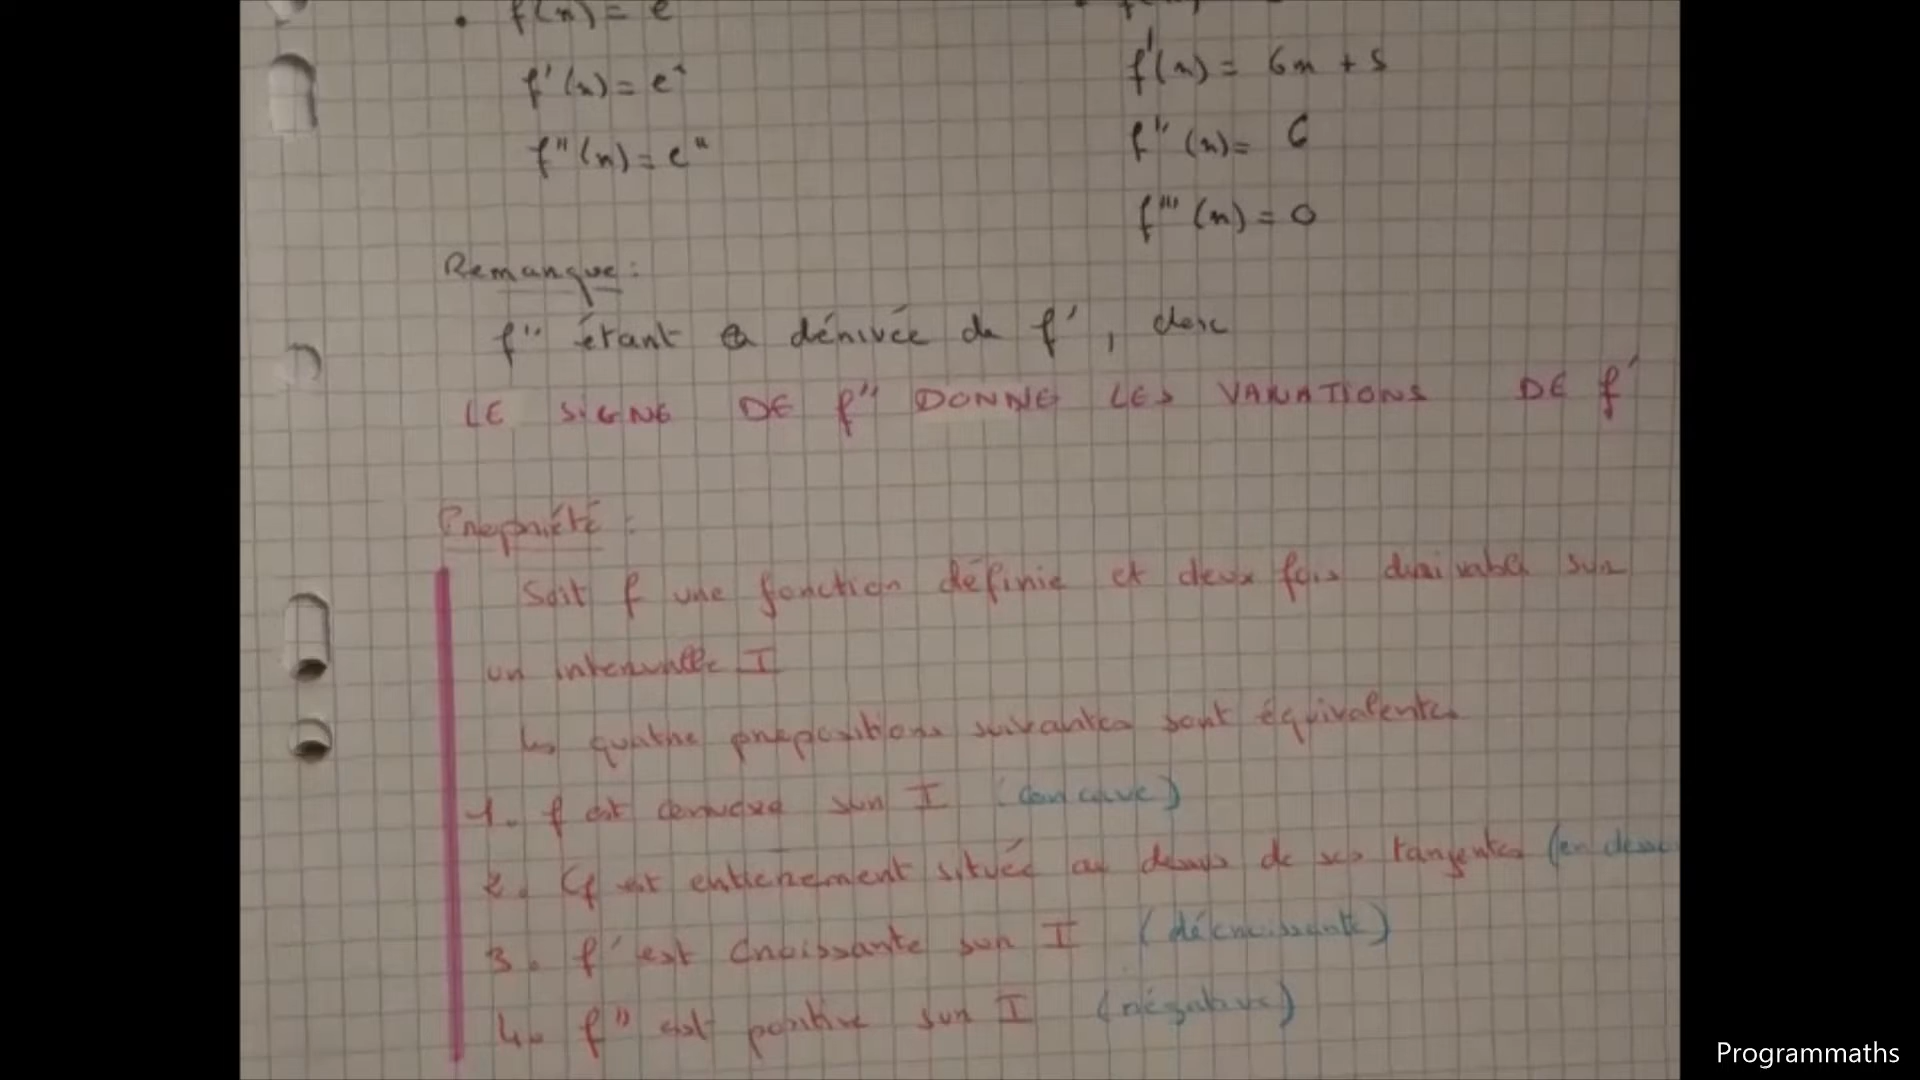 f(x) = e
f'(x) = e^x
f''(x) = e^x
f'(x) = 6x + 5
f''(x) = 6
f'''(x) = 0
Remarque :
f'' étant la dérivée de f', donc
LE SIGNE DE f'' DONNE LES VARIATIONS DE f'
Propriété :
Soit f une fonction définie et deux fois dérivable sur
un intervalle I
les quatre propositions suivantes sont équivalentes
1. f est convexe sur I (concave)
2. Cf est entièrement située au dessus de ses tangentes (en dess
3. f' est croissante sur I (décroissante)
4. f'' est positive sur I (négative)
Programmaths